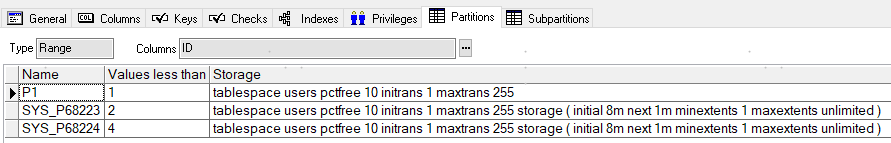 General Columns Keys Checks Indexes Privileges Partitions Subpartitions
Type Range Columns ID ...
Name Values less than Storage
P1 1 tablespace users pctfree 10 initrans 1 maxtrans 255
SYS_P68223 2 tablespace users pctfree 10 initrans 1 maxtrans 255 storage ( initial 8m next 1m minextents 1 maxextents unlimited )
SYS_P68224 4 tablespace users pctfree 10 initrans 1 maxtrans 255 storage ( initial 8m next 1m minextents 1 maxextents unlimited )